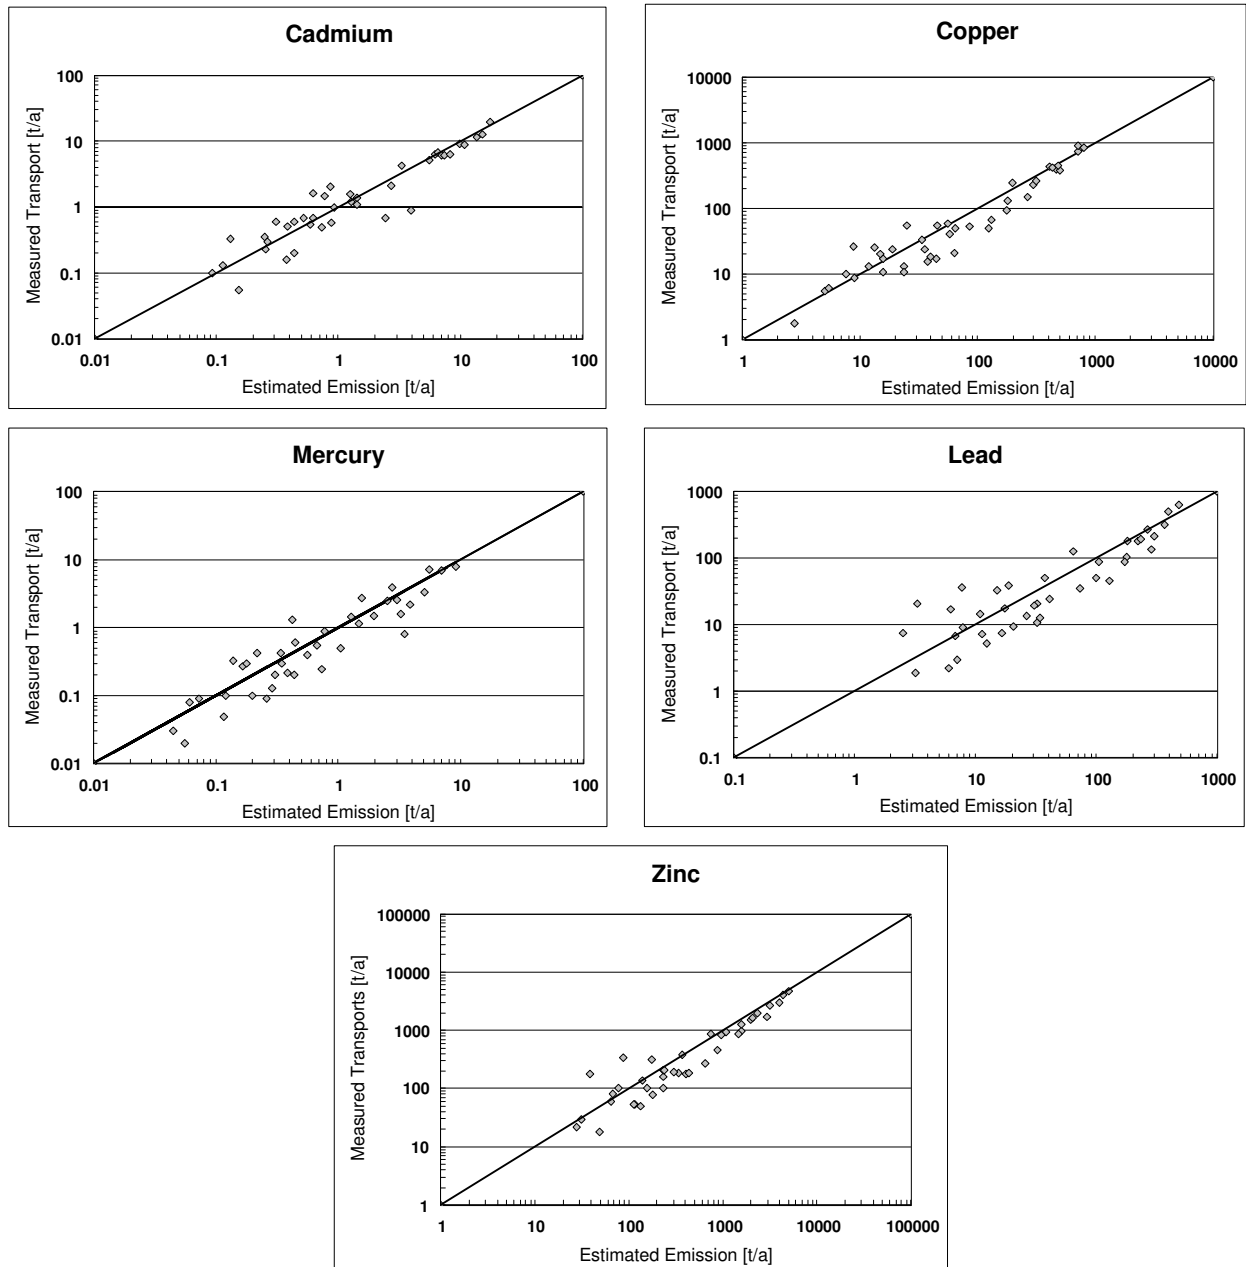 Cadmium
100
10
1
0.1
0.01
Measured Transport [t/a]
0.01 0.1 1 10 100
Estimated Emission [t/a]
Copper
10000
1000
100
10
1
Measured Transport [t/a]
1 10 100 1000 10000
Estimated Emission [t/a]
Mercury
100
10
1
0.1
0.01
Measured Transport [t/a]
0.01 0.1 1 10 100
Estimated Emission [t/a]
Lead
1000
100
10
1
0.1
Measured Transport [t/a]
0.1 1 10 100 1000
Estimated Emission [t/a]
Zinc
100000
10000
1000
100
10
1
Measured Transports [t/a]
1 10 100 1000 10000 100000
Estimated Emission [t/a]